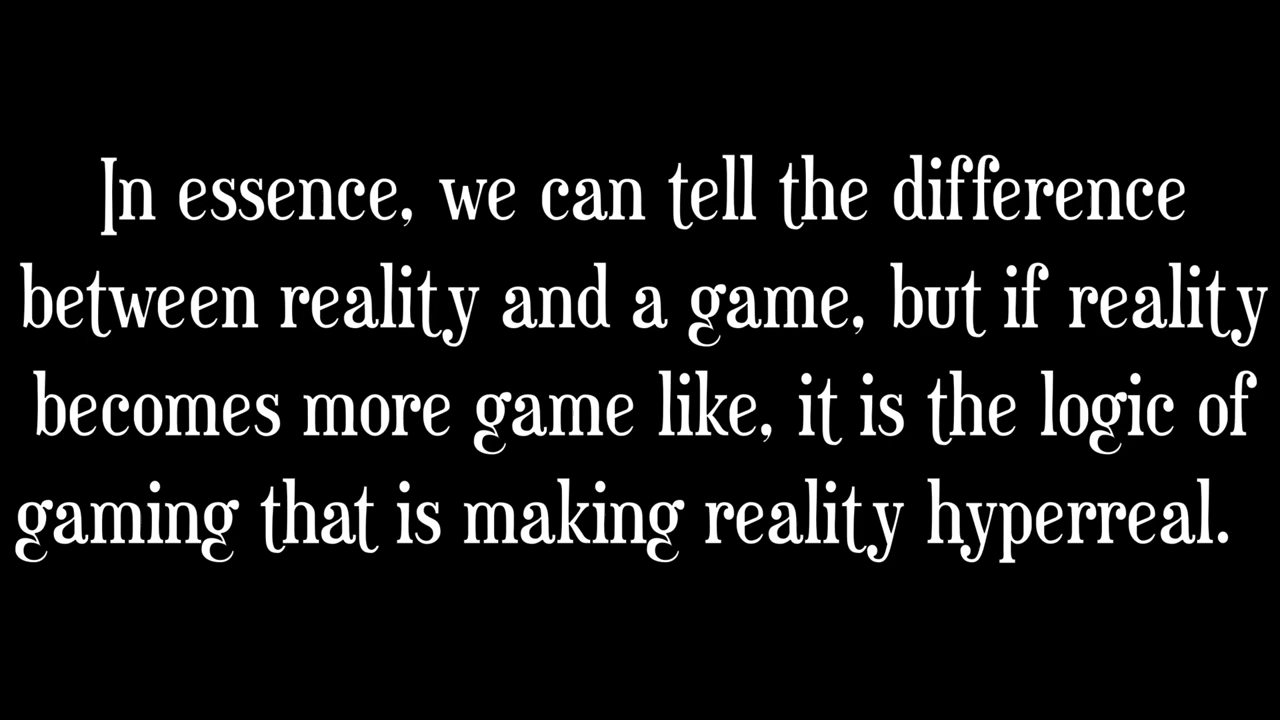 In essence, we can tell the difference
between reality and a game, but if reality
becomes more game like, it is the logic of
gaming that is making reality hyperreal.